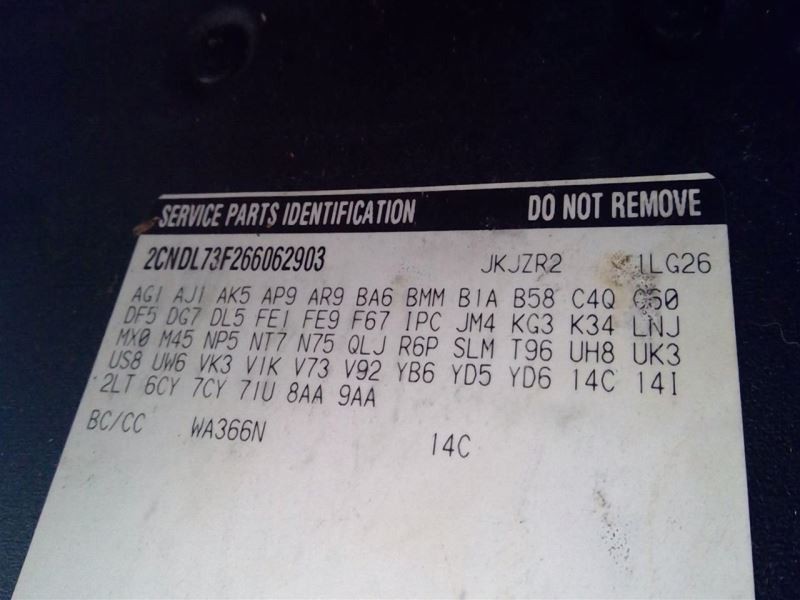 SERVICE PARTS IDENTIFICATION DO NOT REMOVE
2CNDL73F266062903 JKJZR2 1LG26
AG1 AJ1 AK5 AP9 AR9 BA6 BMM B1A B58 C4Q C60
DF5 DG7 DL5 FE1 FE9 F67 IPC JM4 KG3 K34 LNJ
MX0 M45 NP5 NT7 N75 QLJ R6P SLM T96 UH8 UK3
US8 UW6 VK3 V1K V73 V92 YB6 YD5 YD6 14C 14I
2LT 6CY 7CY 7IU 8AA 9AA
BC/CC WA366N 14C